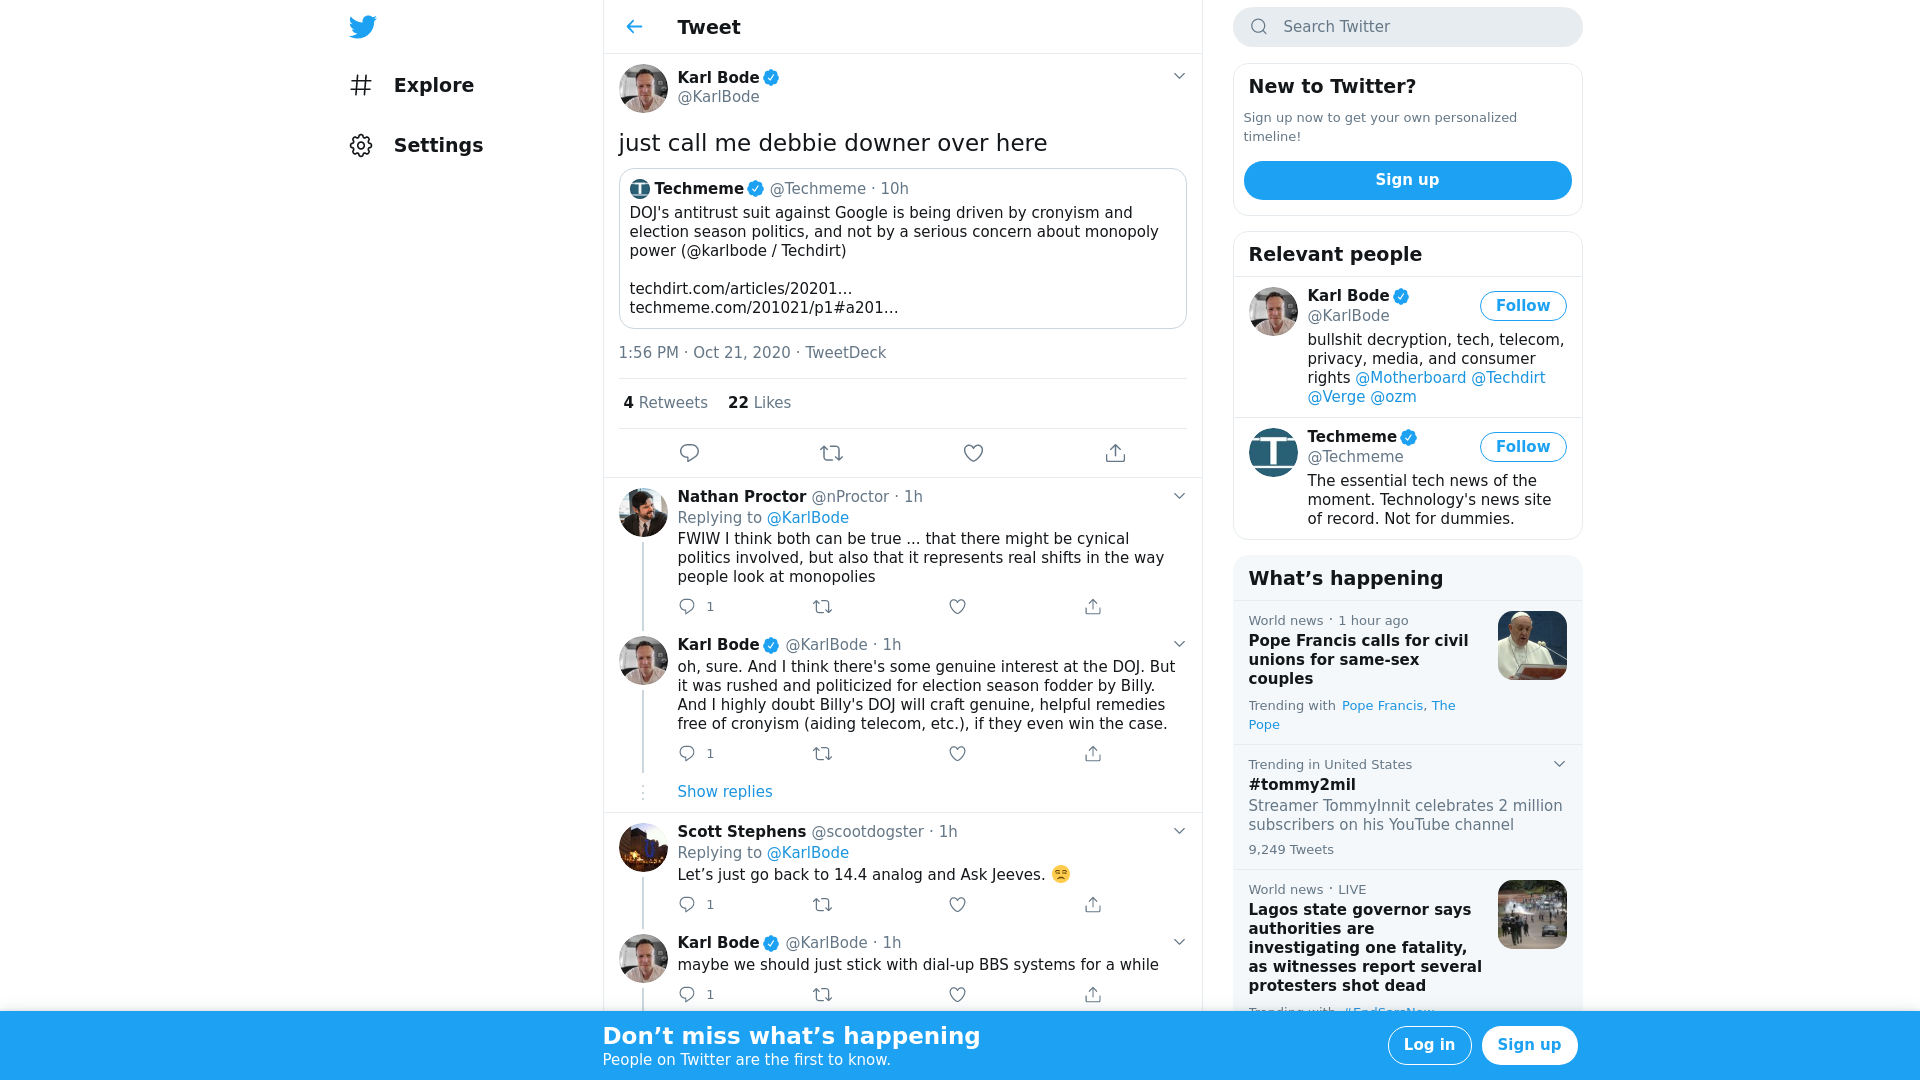 Explore
Settings
Tweet
Karl Bode
@KarlBode
just call me debbie downer over here
Techmeme @Techmeme · 10h
DOJ's antitrust suit against Google is being driven by cronyism and
election season politics, and not by a serious concern about monopoly
power (@karlbode / Techdirt)
techdirt.com/articles/20201…
techmeme.com/201021/p1#a201…
1:56 PM · Oct 21, 2020 · TweetDeck
4 Retweets 22 Likes
Nathan Proctor @nProctor · 1h
Replying to @KarlBode
FWIW I think both can be true ... that there might be cynical
politics involved, but also that it represents real shifts in the way
people look at monopolies
1
Karl Bode @KarlBode · 1h
oh, sure. And I think there's some genuine interest at the DOJ. But
it was rushed and politicized for election season fodder by Billy.
And I highly doubt Billy's DOJ will craft genuine, helpful remedies
free of cronyism (aiding telecom, etc.), if they even win the case.
1
Show replies
Scott Stephens @scootdogster · 1h
Replying to @KarlBode
Let’s just go back to 14.4 analog and Ask Jeeves. 😒
1
Karl Bode @KarlBode · 1h
maybe we should just stick with dial-up BBS systems for a while
1
Search Twitter
New to Twitter?
Sign up now to get your own personalized
timeline!
Sign up
Relevant people
Karl Bode
@KarlBode
Follow
bullshit decryption, tech, telecom,
privacy, media, and consumer
rights @Motherboard @Techdirt
@Verge @ozm
Techmeme
@Techmeme
Follow
The essential tech news of the
moment. Technology's news site
of record. Not for dummies.
What’s happening
World news · 1 hour ago
Pope Francis calls for civil
unions for same-sex
couples
Trending with Pope Francis, The
Pope
Trending in United States
#tommy2mil
Streamer TommyInnit celebrates 2 million
subscribers on his YouTube channel
9,249 Tweets
World news · LIVE
Lagos state governor says
authorities are
investigating one fatality,
as witnesses report several
protesters shot dead
Don’t miss what’s happening
People on Twitter are the first to know.
Log in
Sign up